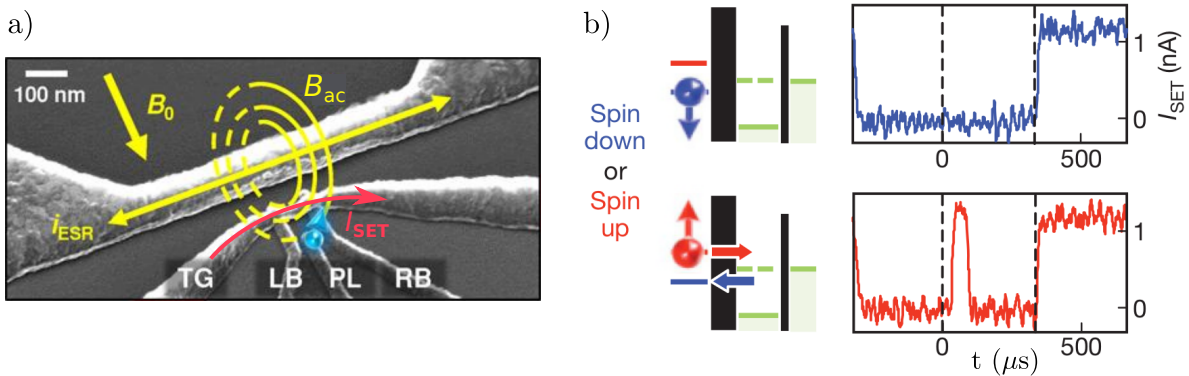 a)
100 nm
B₀
Bac
iESR
ISET
TG
LB
PL
RB
b)
Spin
down
or
Spin
up
1
0
ISET (nA)
0
500
1
0
0
500
t (μs)